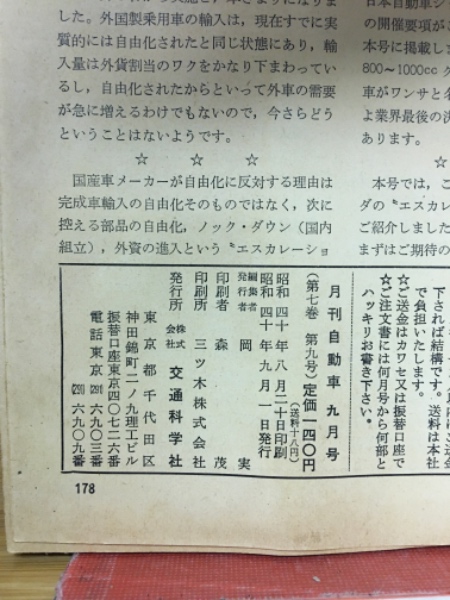 した。外国製乗用車の輸入は，現在すでに実
質的には自由化されたと同じ状態にあり，輸
入量は外貨割当のワクをかなり下まわってい
るし，自由化されたからといって外車の需要
が急に増えるわけでもないので，今さらどう
ということはないようです。
☆ ☆ ☆
国産車メーカーが自由化に反対する理由は
完成車輸入の自由化そのものではなく，次に
控える部品の自由化，ノック・ダウン（国内
組立），外資の進入という〝エスカレーショ
日本自動車シ
の開催要項が
本号に掲載しま
800～1000cc ク
車がワンサと名
よ業界最後の決
あります。
☆
本号では，こ
ダの〝エスカレ
ご紹介しました
まずはご期待の
下されば結構です。送料は本社
で負担いたします。
☆ご送金はカワセ又は振替口座で
☆ご注文書には何月号から何部と
ハッキリお書き下さい。
月刊自動車 九月号
（第七巻 第九号）定価一四〇円
（送料十八円）
昭和四十年八月二十日印刷
昭和四十年九月一日発行
編集者
発行者 岡 実
印刷者 森 茂
印刷所 三ツ木株式会社
発行所 株式会社 交通科学社
東京都千代田区
神田錦町二ノ九理工ビル
振替口座東京四〇七二六番
電話東京(291)六九〇三番
(291)六九〇九番
178